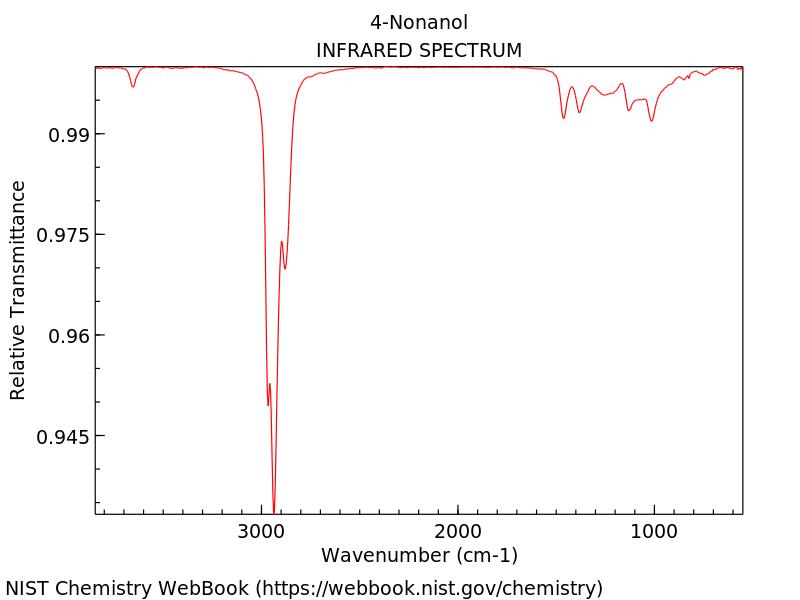 4-Nonanol
INFRARED SPECTRUM
0.99
0.975
0.96
0.945
Relative Transmittance
3000 2000 1000
Wavenumber (cm-1)
NIST Chemistry WebBook (https://webbook.nist.gov/chemistry)